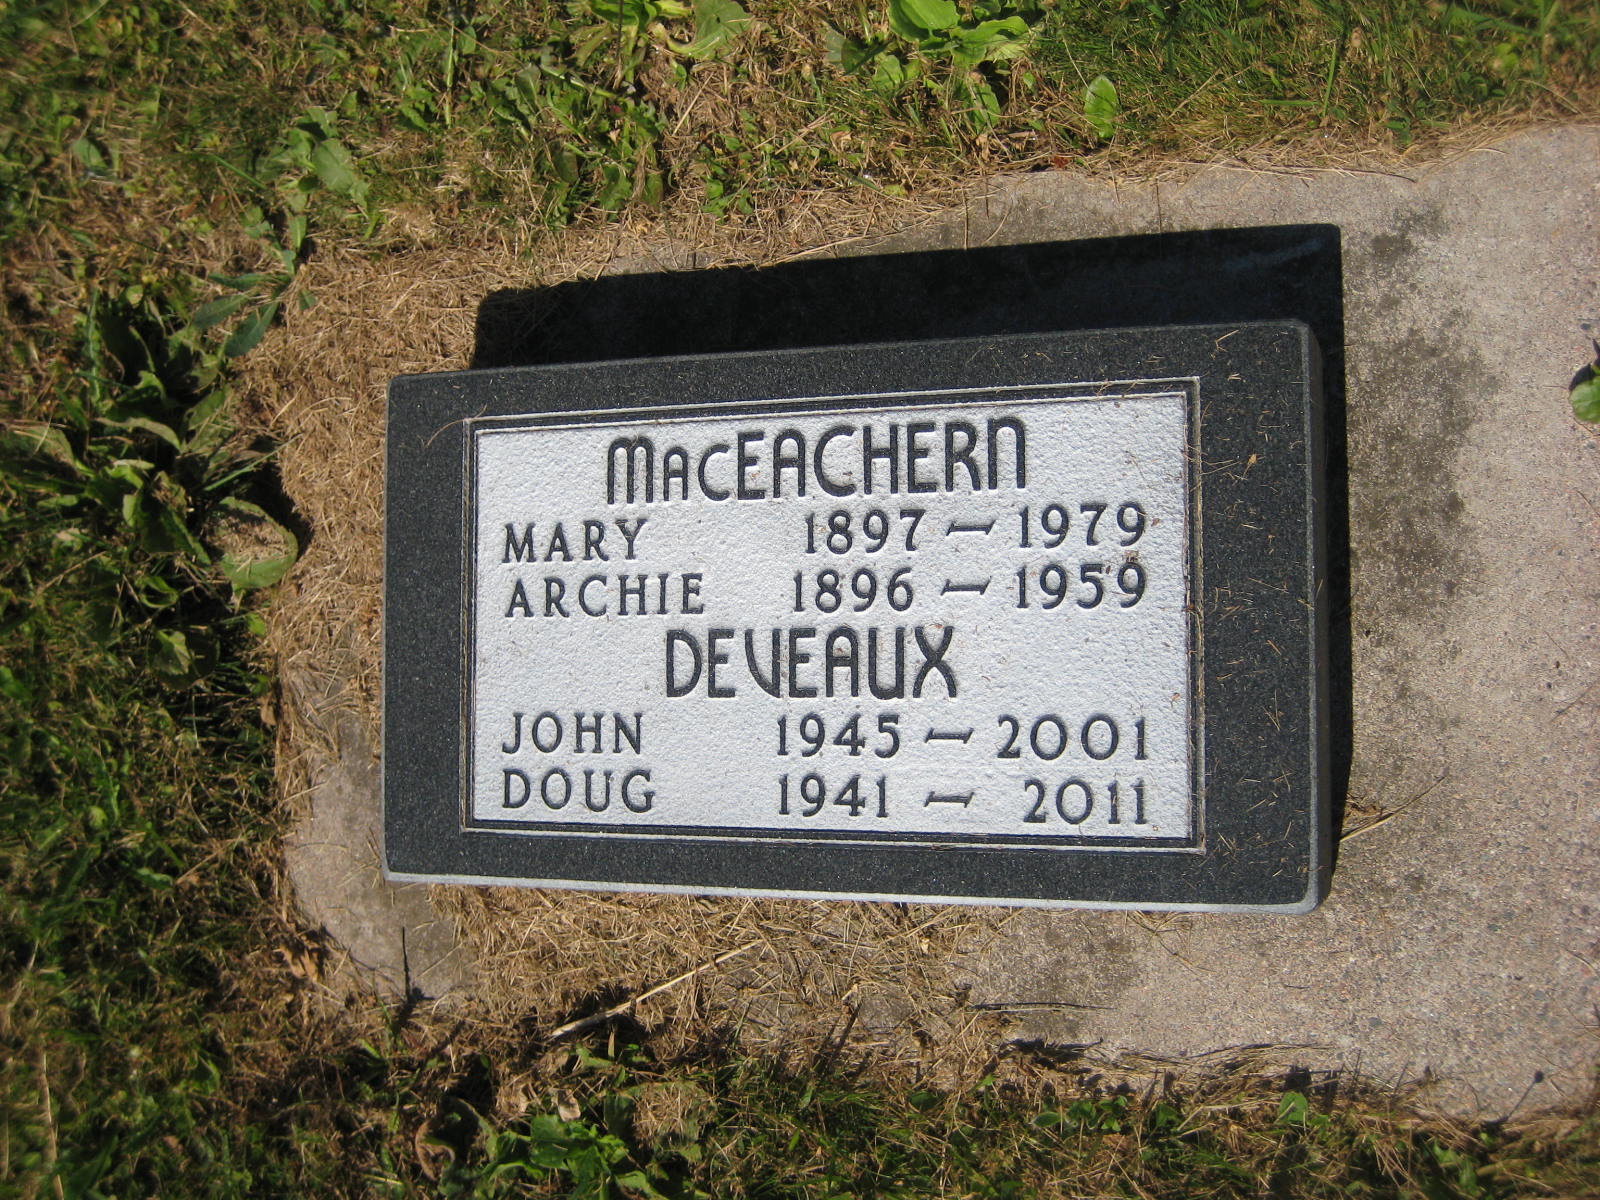 MacEACHERN
MARY 1897 - 1979
ARCHIE 1896 - 1959
DEVEAUX
JOHN 1945 - 2001
DOUG 1941 - 2011